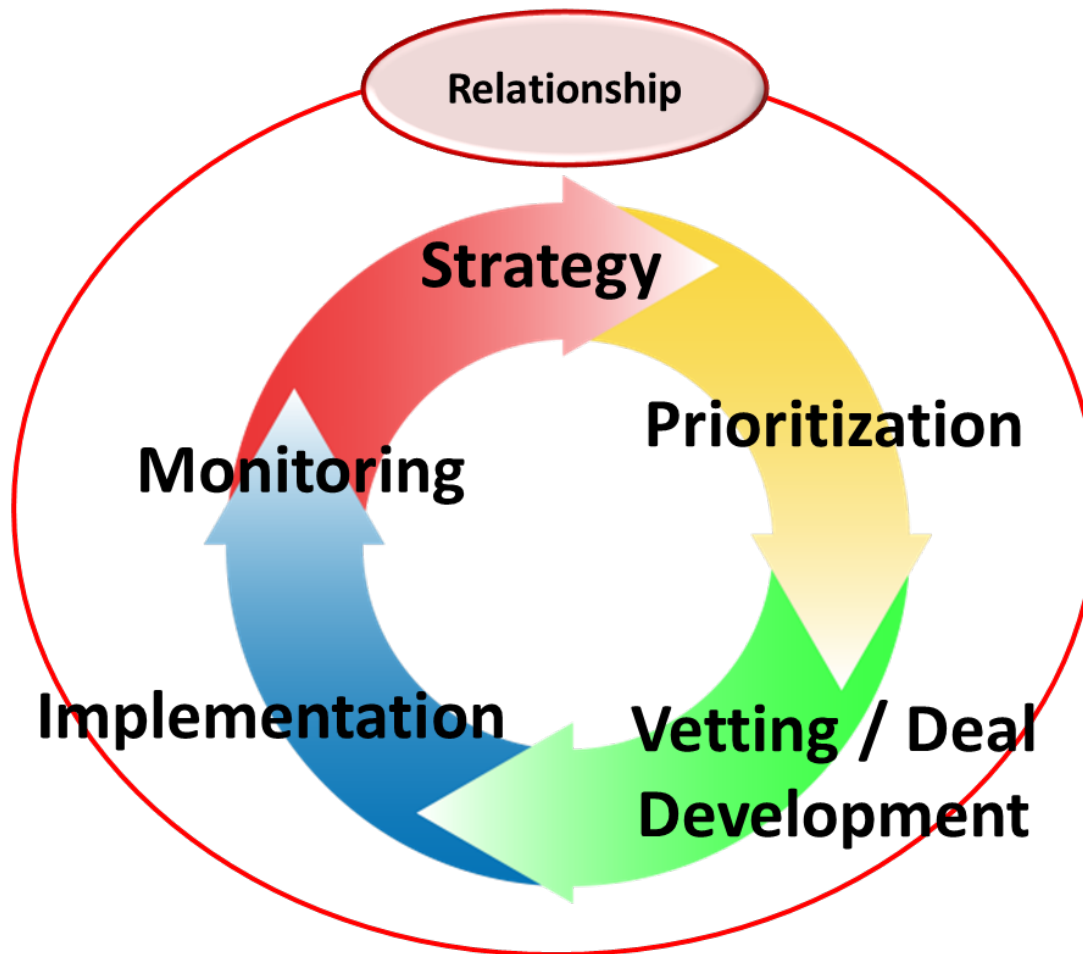 Relationship
Strategy
Prioritization
Monitoring
Implementation
Vetting / Deal
Development